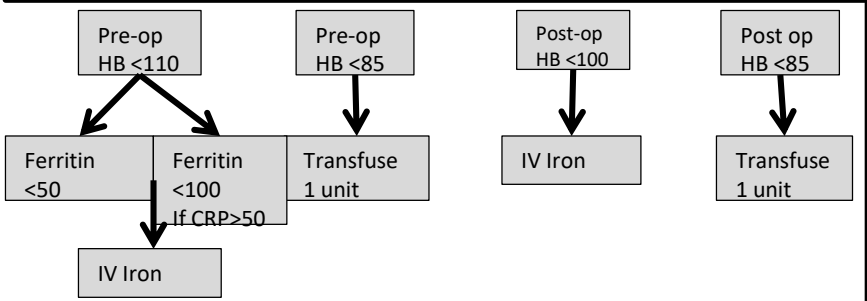 Pre-op
HB <110
Pre-op
HB <85
Post-op
HB <100
Post op
HB <85
Ferritin
<50
Ferritin
<100
If CRP>50
Transfuse
1 unit
IV Iron
Transfuse
1 unit
IV Iron